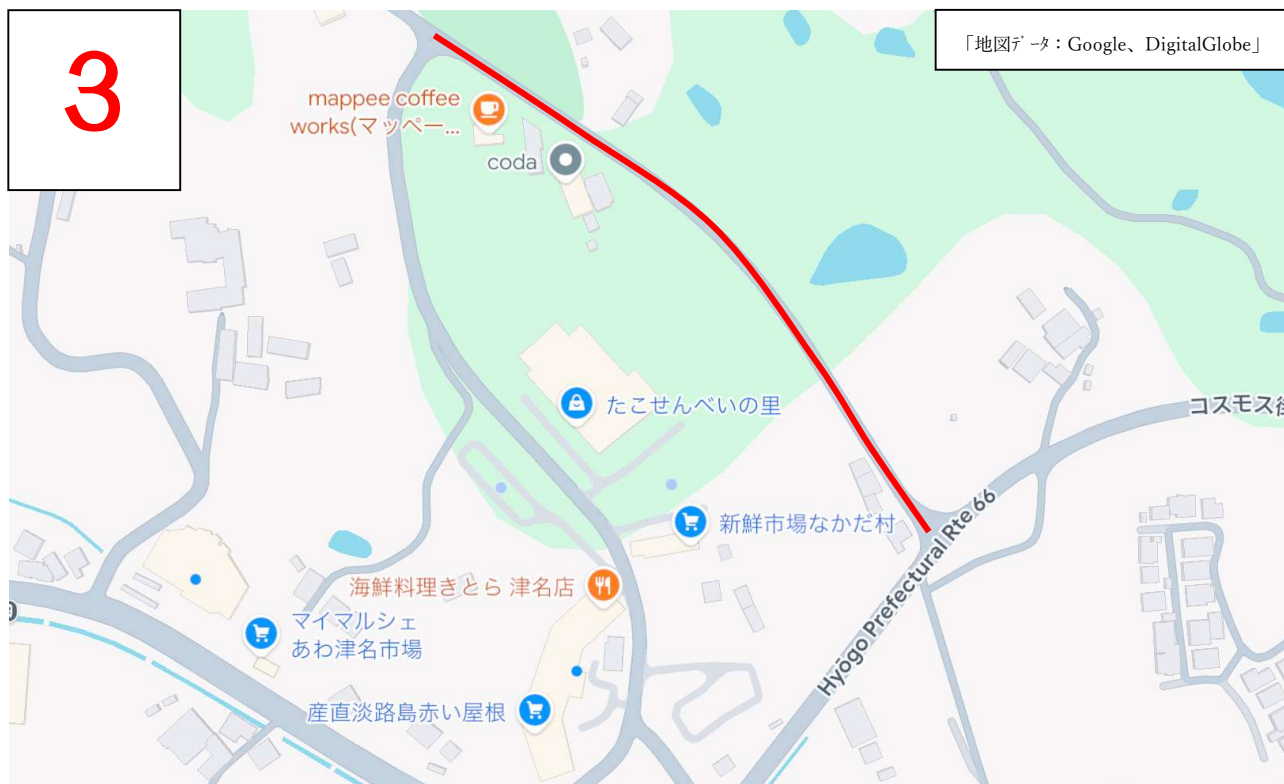 3
「地図ﾃﾞｰﾀ：Google、DigitalGlobe」
mappee coffee
works(マッペー...
coda
たこせんべいの里
コスモス
新鮮市場なかだ村
Hyōgo Prefectural Rte 66
海鮮料理きとら 津名店
マイマルシェ
あわ津名市場
産直淡路島赤い屋根